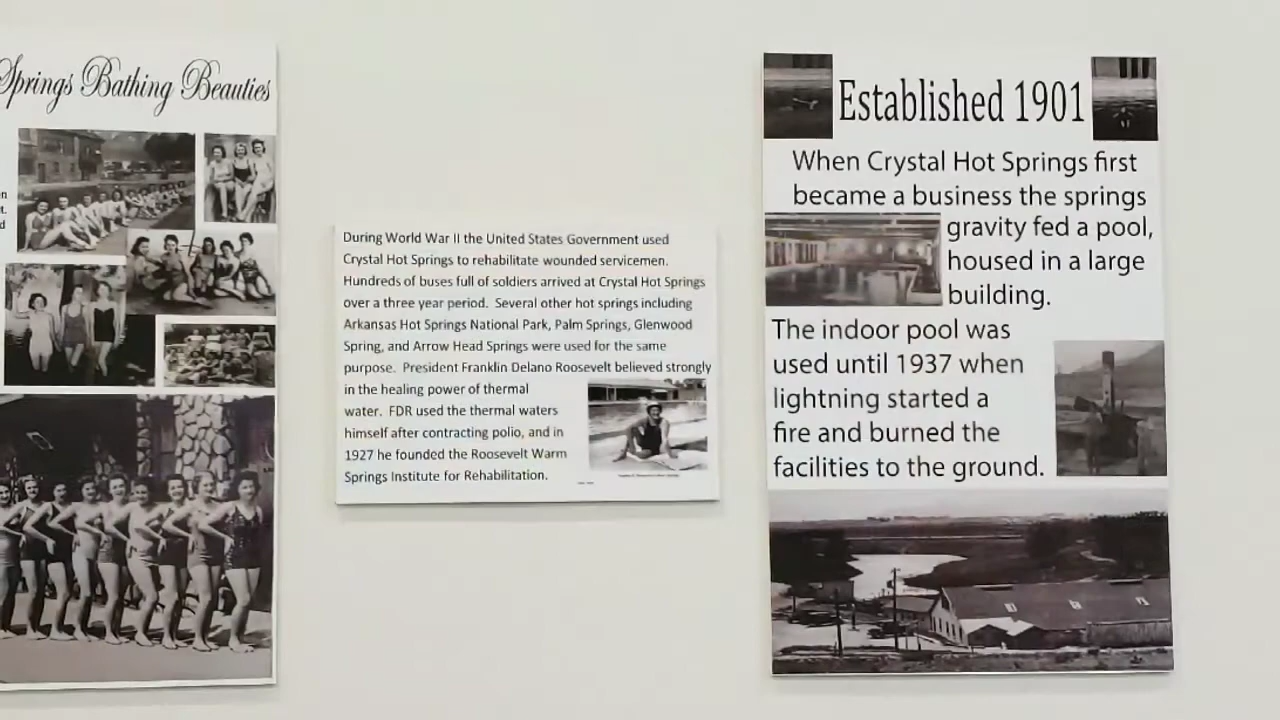 Springs Bathing Beauties
During World War II the United States Government used
Crystal Hot Springs to rehabilitate wounded servicemen.
Hundreds of buses full of soldiers arrived at Crystal Hot Springs
over a three year period. Several other hot springs including
Arkansas Hot Springs National Park, Palm Springs, Glenwood
Spring, and Arrow Head Springs were used for the same
purpose. President Franklin Delano Roosevelt believed strongly
in the healing power of thermal
water. FDR used the thermal waters
himself after contracting polio, and in
1927 he founded the Roosevelt Warm
Springs Institute for Rehabilitation.
Established 1901
When Crystal Hot Springs first
became a business the springs
gravity fed a pool,
housed in a large
building.
The indoor pool was
used until 1937 when
lightning started a
fire and burned the
facilities to the ground.